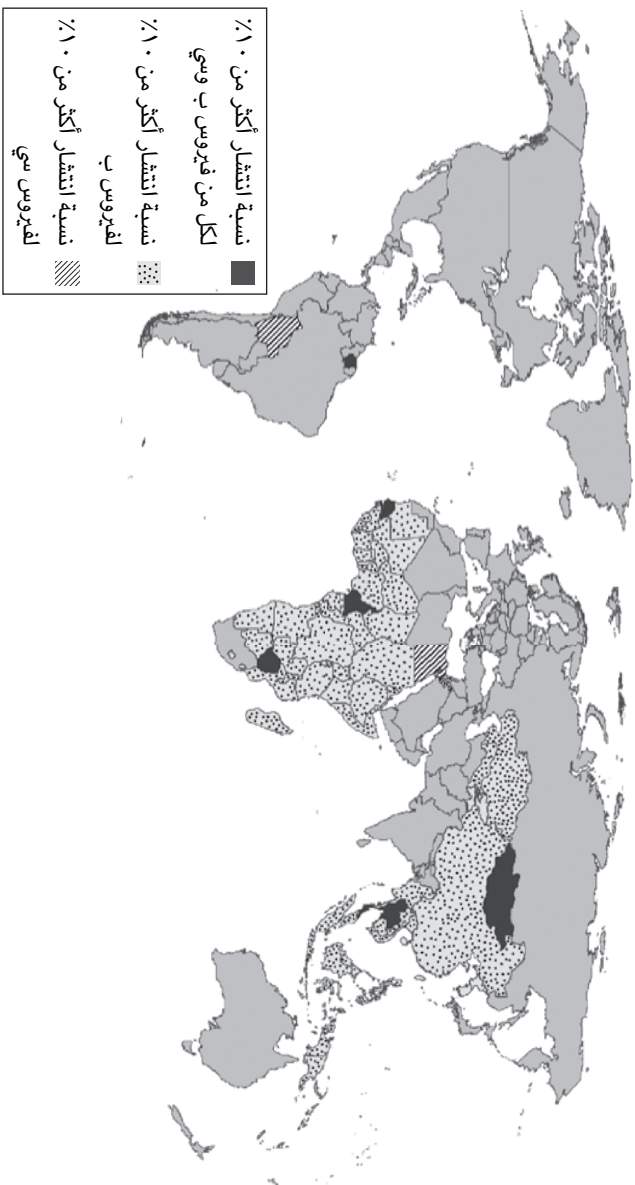 نسبة انتشار أكثر من ١٠٪
لكل من فيروس ب وسي
نسبة انتشار أكثر من ١٠٪
لفيروس ب
نسبة انتشار أكثر من ١٠٪
لفيروس سي